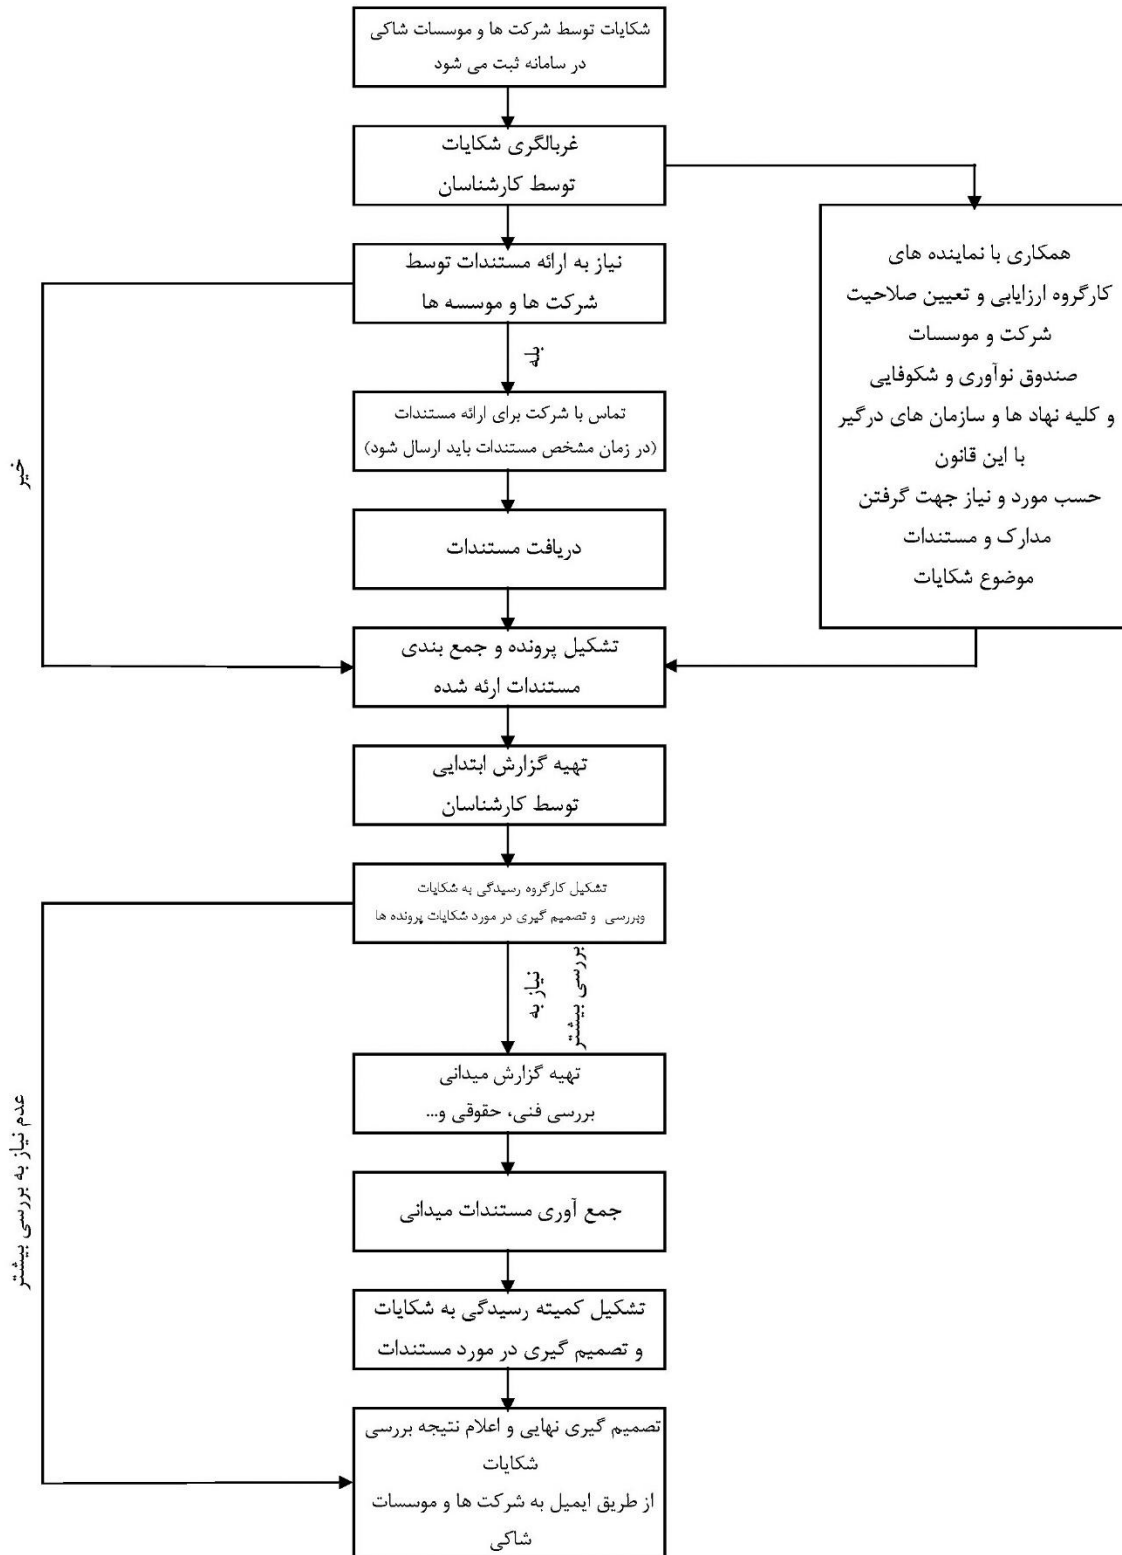 شکایات توسط شرکت ها و موسسات شاکی
در سامانه ثبت می شود
غربالگری شکایات
توسط کارشناسان
همکاری با نماینده های
کارگروه ارزایابی و تعیین صلاحیت
شرکت و موسسات
صندوق نوآوری و شکوفایی
و کلیه نهاد ها و سازمان های درگیر
با این قانون
حسب مورد و نیاز جهت گرفتن
مدارک و مستندات
موضوع شکایات
نیاز به ارائه مستندات توسط
شرکت ها و موسسه ها
بله
خیر
تماس با شرکت برای ارائه مستندات
(در زمان مشخص مستندات باید ارسال شود)
دریافت مستندات
تشکیل پرونده و جمع بندی
مستندات ارئه شده
تهیه گزارش ابتدایی
توسط کارشناسان
تشکیل کارگروه رسیدگی به شکایات
وبررسی و تصمیم گیری در مورد شکایات پرونده ها
نیاز به
بررسی بیشتر
عدم نیاز به بررسی بیشتر
تهیه گزارش میدانی
بررسی فنی، حقوقی و...
جمع آوری مستندات میدانی
تشکیل کمیته رسیدگی به شکایات
و تصمیم گیری در مورد مستندات
تصمیم گیری نهایی و اعلام نتیجه بررسی
شکایات
از طریق ایمیل به شرکت ها و موسسات
شاکی